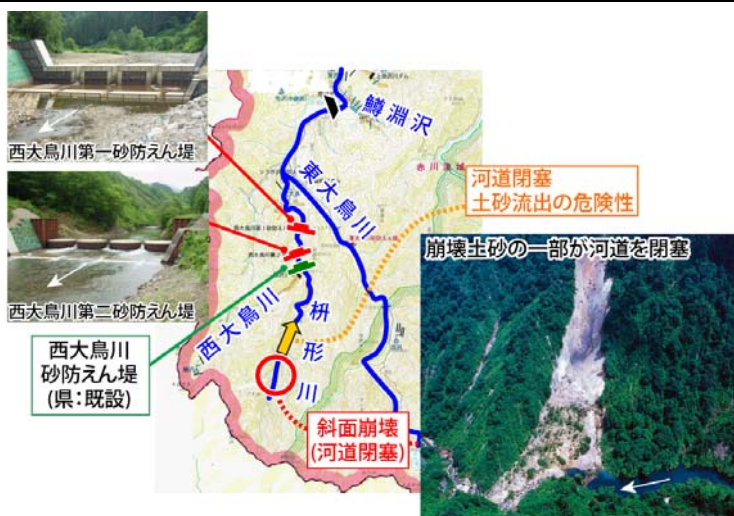 西大鳥川第一砂防えん堤
西大鳥川第二砂防えん堤
西大鳥川
砂防えん堤
(県:既設)
鱒淵沢
東大鳥川
赤川流域
西大鳥川
枡形川
河道閉塞
土砂流出の危険性
斜面崩壊
(河道閉塞)
崩壊土砂の一部が河道を閉塞